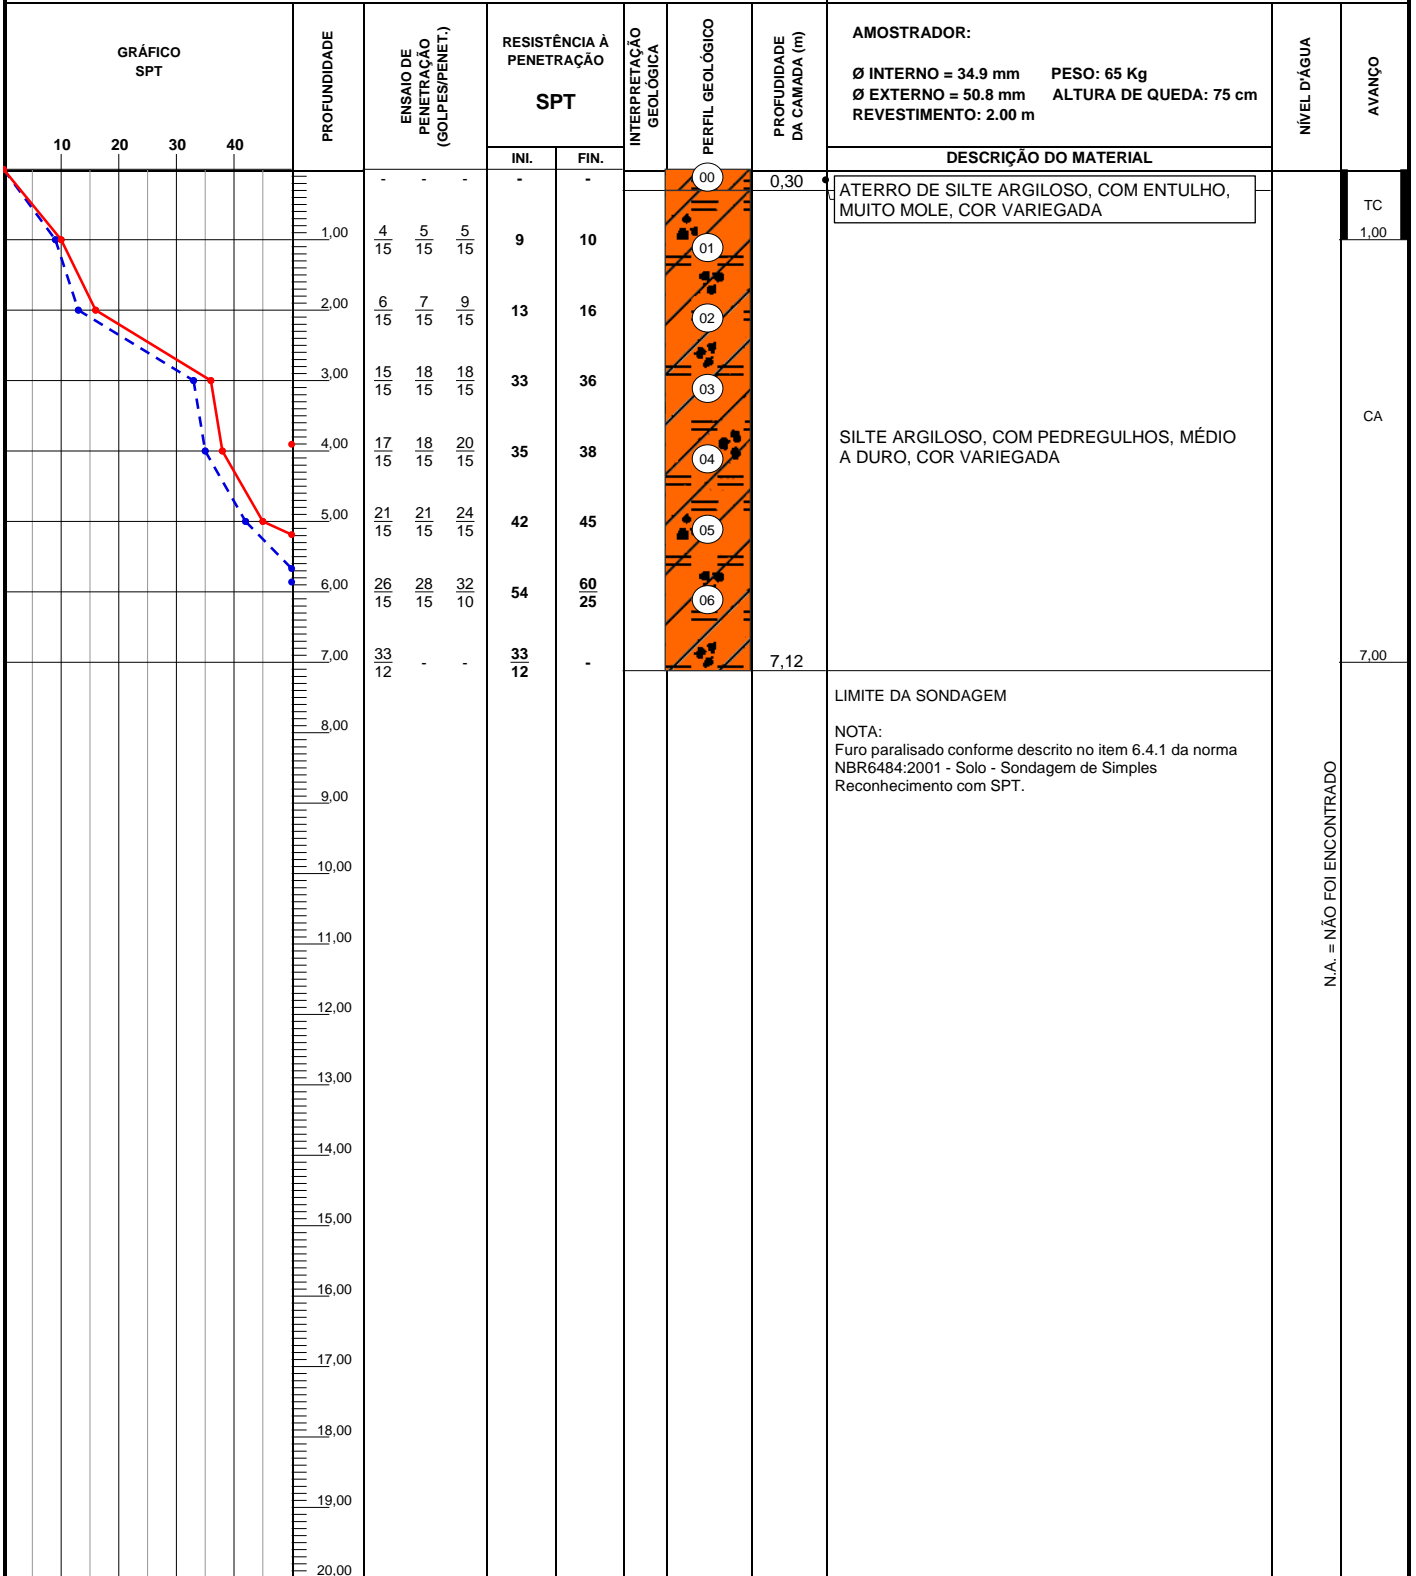 GRÁFICO
SPT
10 20 30 40
PROFUNDIDADE
ENSAIO DE
PENETRAÇÃO
(GOLPES/PENET.)
RESISTÊNCIA À
PENETRAÇÃO
SPT
INI. FIN.
INTERPRETAÇÃO
GEOLÓGICA
PERFIL GEOLÓGICO
PROFUDIDADE
DA CAMADA (m)
AMOSTRADOR:
Ø INTERNO = 34.9 mm PESO: 65 Kg
Ø EXTERNO = 50.8 mm ALTURA DE QUEDA: 75 cm
REVESTIMENTO: 2.00 m
DESCRIÇÃO DO MATERIAL
NÍVEL D'ÁGUA
AVANÇO
- - - - - 00 0,30
ATERRO DE SILTE ARGILOSO, COM ENTULHO,
MUITO MOLE, COR VARIEGADA
TC
1,00
1,00 4/15 5/15 5/15 9 10 01
2,00 6/15 7/15 9/15 13 16 02
3,00 15/15 18/15 18/15 33 36 03
CA
4,00 17/15 18/15 20/15 35 38 04
SILTE ARGILOSO, COM PEDREGULHOS, MÉDIO
A DURO, COR VARIEGADA
5,00 21/15 21/15 24/15 42 45 05
6,00 26/15 28/15 32/10 54 60/25 06
7,00 33/12 - - 33/12 - 7,12 7,00
LIMITE DA SONDAGEM
NOTA:
Furo paralisado conforme descrito no item 6.4.1 da norma
NBR6484:2001 - Solo - Sondagem de Simples
Reconhecimento com SPT.
N.A. = NÃO FOI ENCONTRADO
8,00
9,00
10,00
11,00
12,00
13,00
14,00
15,00
16,00
17,00
18,00
19,00
20,00